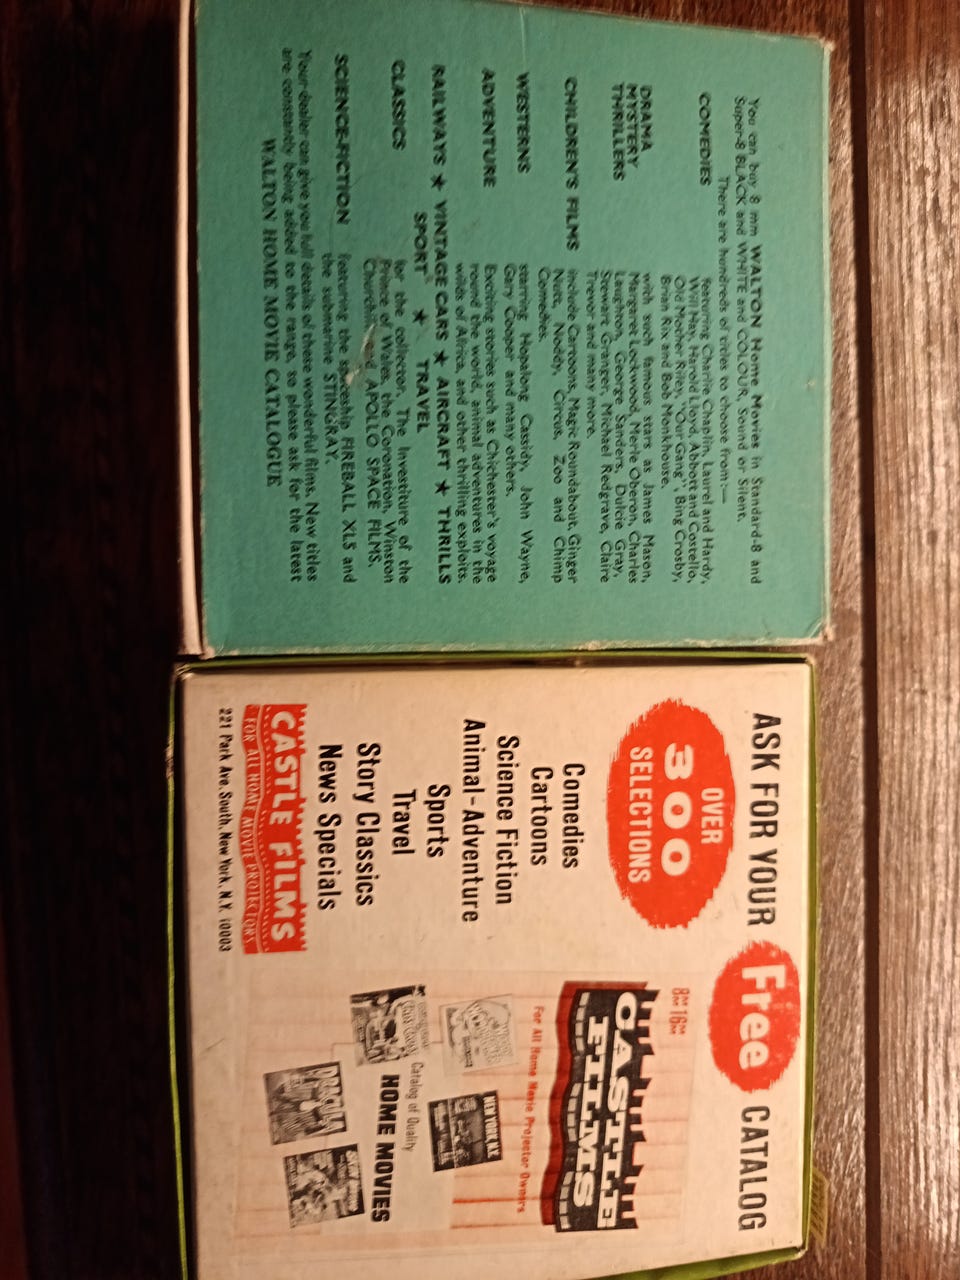 You can buy 8 mm WALTON Home Movies in Standard-8 and
Super-8 BLACK and WHITE and COLOUR, Sound or Silent.
There are hundreds of titles to choose from:—
COMEDIES
featuring Charlie Chaplin, Laurel and Hardy,
Will Hay, Harold Lloyd, Abbott and Costello,
Old Mother Riley, "Our Gang", Bing Crosby,
Brian Rix and Bob Monkhouse.
DRAMA
MYSTERY
THRILLERS
with such famous stars as James Mason,
Margaret Lockwood, Merle Oberon, Charles
Laughton, George Sanders, Dulcie Gray,
Stewart Granger, Michael Redgrave, Claire
Trevor and many more.
CHILDREN'S FILMS
include Cartoons, Magic Roundabout, Ginger
Nutt, Noddy, Circus, Zoo and Chimp
Comedies.
WESTERNS
starring Hopalong Cassidy, John Wayne,
Gary Cooper and many others.
ADVENTURE
Exciting stories such as Chichester's voyage
round the world, animal adventures in the
wilds of Africa, and other thrilling exploits.
RAILWAYS ★ VINTAGE CARS ★ AIRCRAFT ★ THRILLS
SPORT ★ TRAVEL
CLASSICS
for the collector. The Investiture of the
Prince of Wales, the Coronation, Winston
Churchill and APOLLO SPACE FILMS.
SCIENCE-FICTION
featuring the spaceship FIREBALL XL5 and
the submarine STINGRAY.
Your dealer can give you full details of these wonderful films. New titles
are constantly being added to the range, so please ask for the latest
WALTON HOME MOVIE CATALOGUE
ASK FOR YOUR Free CATALOG
OVER
300
SELECTIONS
Comedies
Cartoons
Science Fiction
Animal-Adventure
Sports
Travel
Story Classics
News Specials
CASTLE FILMS
FOR ALL HOME MOVIE PROJECTORS
221 Park Ave. South, New York, N.Y. 10003
8MM 16MM
CASTLE
FILMS
For All Home Movie Projector Owners
NEW YORK
Catalog of Quality
HOME MOVIES
DRACULA